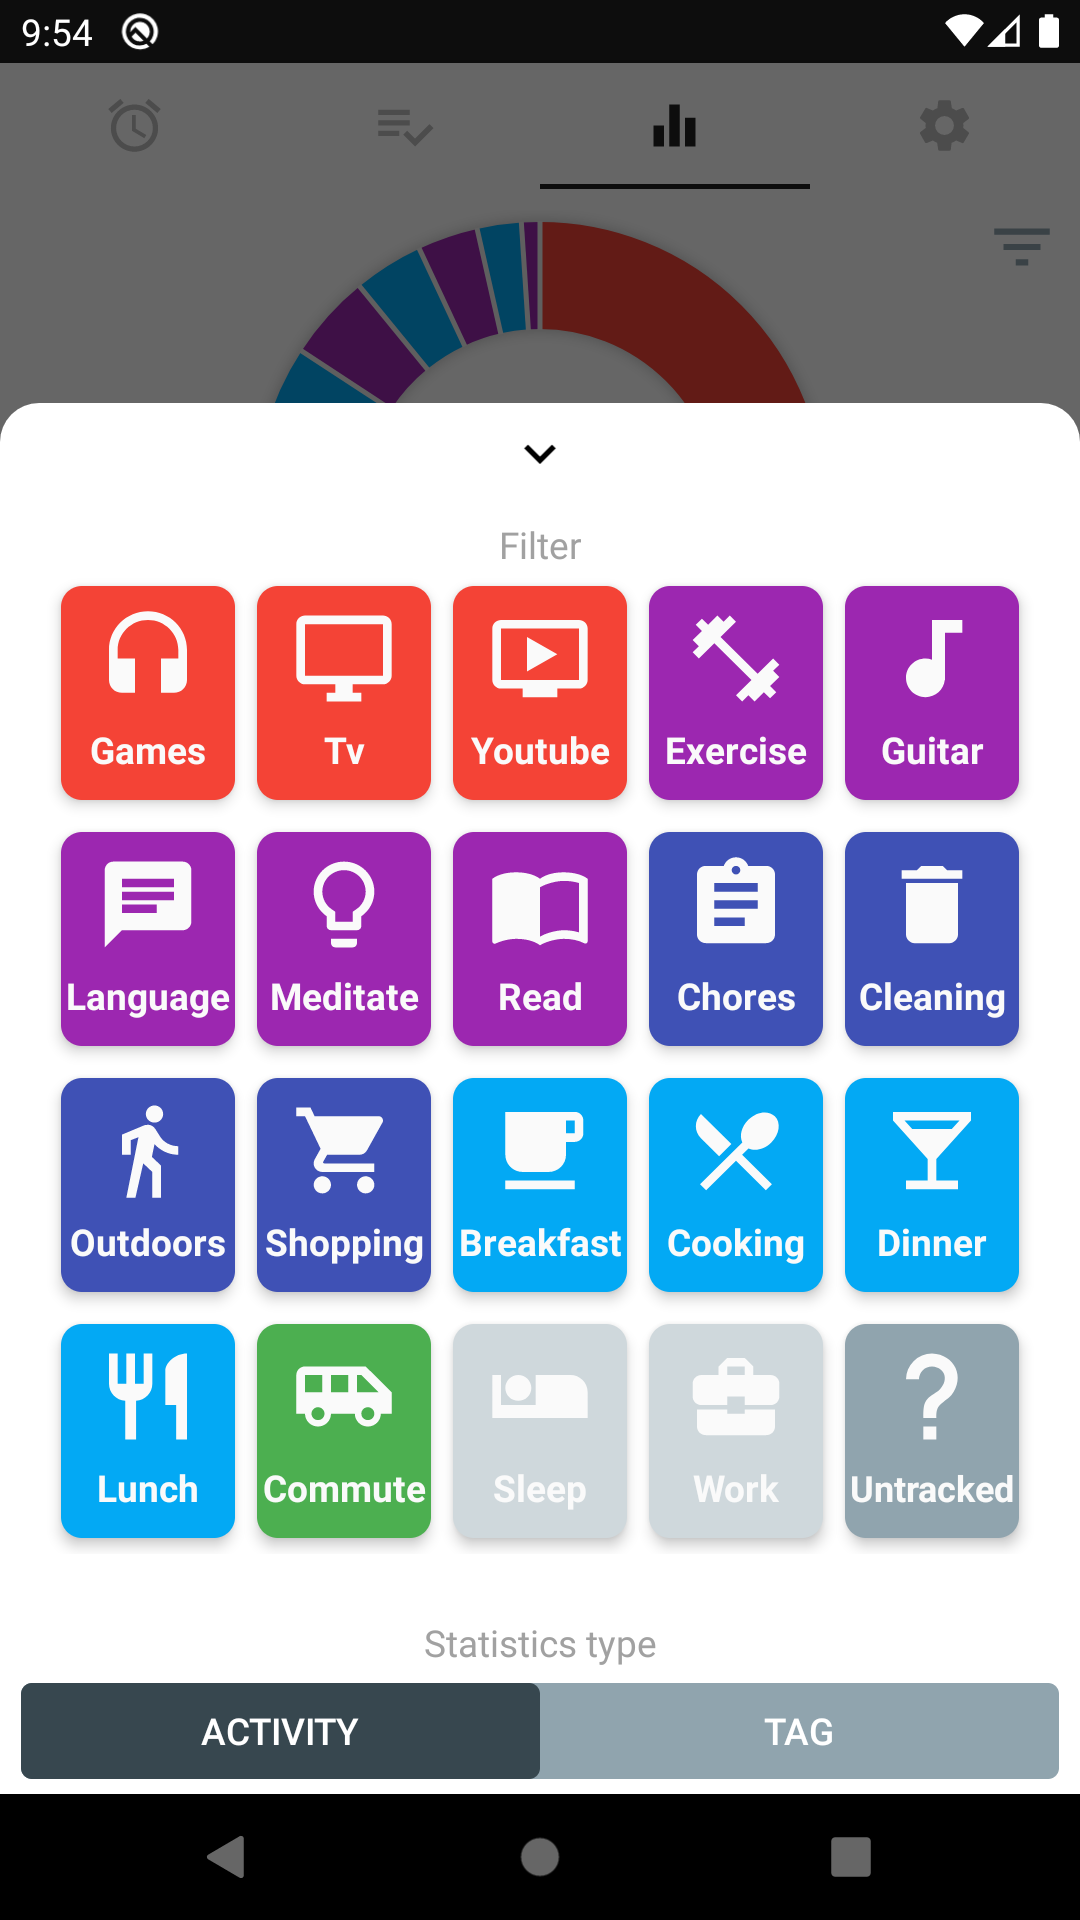 9:54
Filter
Games Tv Youtube Exercise Guitar
Language Meditate Read Chores Cleaning
Outdoors Shopping Breakfast Cooking Dinner
Lunch Commute Sleep Work Untracked
Statistics type
ACTIVITY TAG